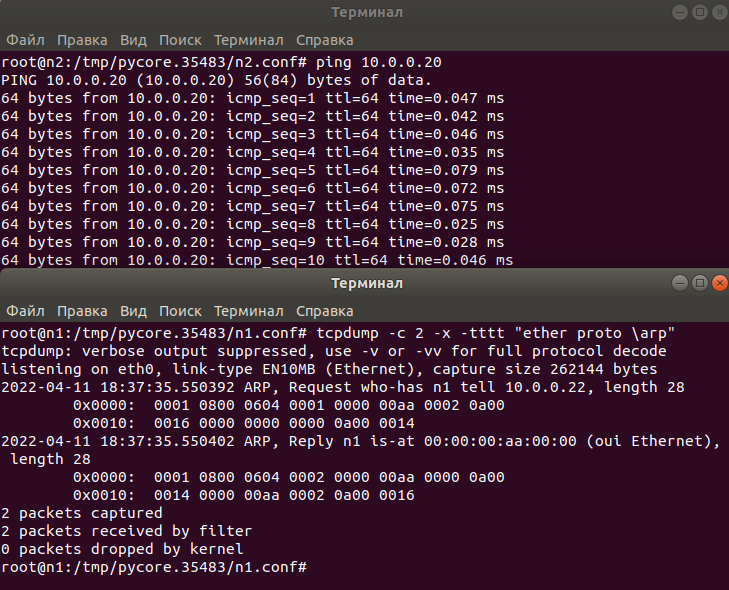 Терминал
Файл Правка Вид Поиск Терминал Справка
root@n2:/tmp/pycore.35483/n2.conf# ping 10.0.0.20
PING 10.0.0.20 (10.0.0.20) 56(84) bytes of data.
64 bytes from 10.0.0.20: icmp_seq=1 ttl=64 time=0.047 ms
64 bytes from 10.0.0.20: icmp_seq=2 ttl=64 time=0.042 ms
64 bytes from 10.0.0.20: icmp_seq=3 ttl=64 time=0.046 ms
64 bytes from 10.0.0.20: icmp_seq=4 ttl=64 time=0.035 ms
64 bytes from 10.0.0.20: icmp_seq=5 ttl=64 time=0.079 ms
64 bytes from 10.0.0.20: icmp_seq=6 ttl=64 time=0.072 ms
64 bytes from 10.0.0.20: icmp_seq=7 ttl=64 time=0.075 ms
64 bytes from 10.0.0.20: icmp_seq=8 ttl=64 time=0.025 ms
64 bytes from 10.0.0.20: icmp_seq=9 ttl=64 time=0.028 ms
64 bytes from 10.0.0.20: icmp_seq=10 ttl=64 time=0.046 ms
Терминал
Файл Правка Вид Поиск Терминал Справка
root@n1:/tmp/pycore.35483/n1.conf# tcpdump -c 2 -x -tttt "ether proto \arp"
tcpdump: verbose output suppressed, use -v or -vv for full protocol decode
listening on eth0, link-type EN10MB (Ethernet), capture size 262144 bytes
2022-04-11 18:37:35.550392 ARP, Request who-has n1 tell 10.0.0.22, length 28
0x0000:  0001 0800 0604 0001 0000 00aa 0002 0a00
0x0010:  0016 0000 0000 0000 0a00 0014
2022-04-11 18:37:35.550402 ARP, Reply n1 is-at 00:00:00:aa:00:00 (oui Ethernet),
length 28
0x0000:  0001 0800 0604 0002 0000 00aa 0000 0a00
0x0010:  0014 0000 00aa 0002 0a00 0016
2 packets captured
2 packets received by filter
0 packets dropped by kernel
root@n1:/tmp/pycore.35483/n1.conf#